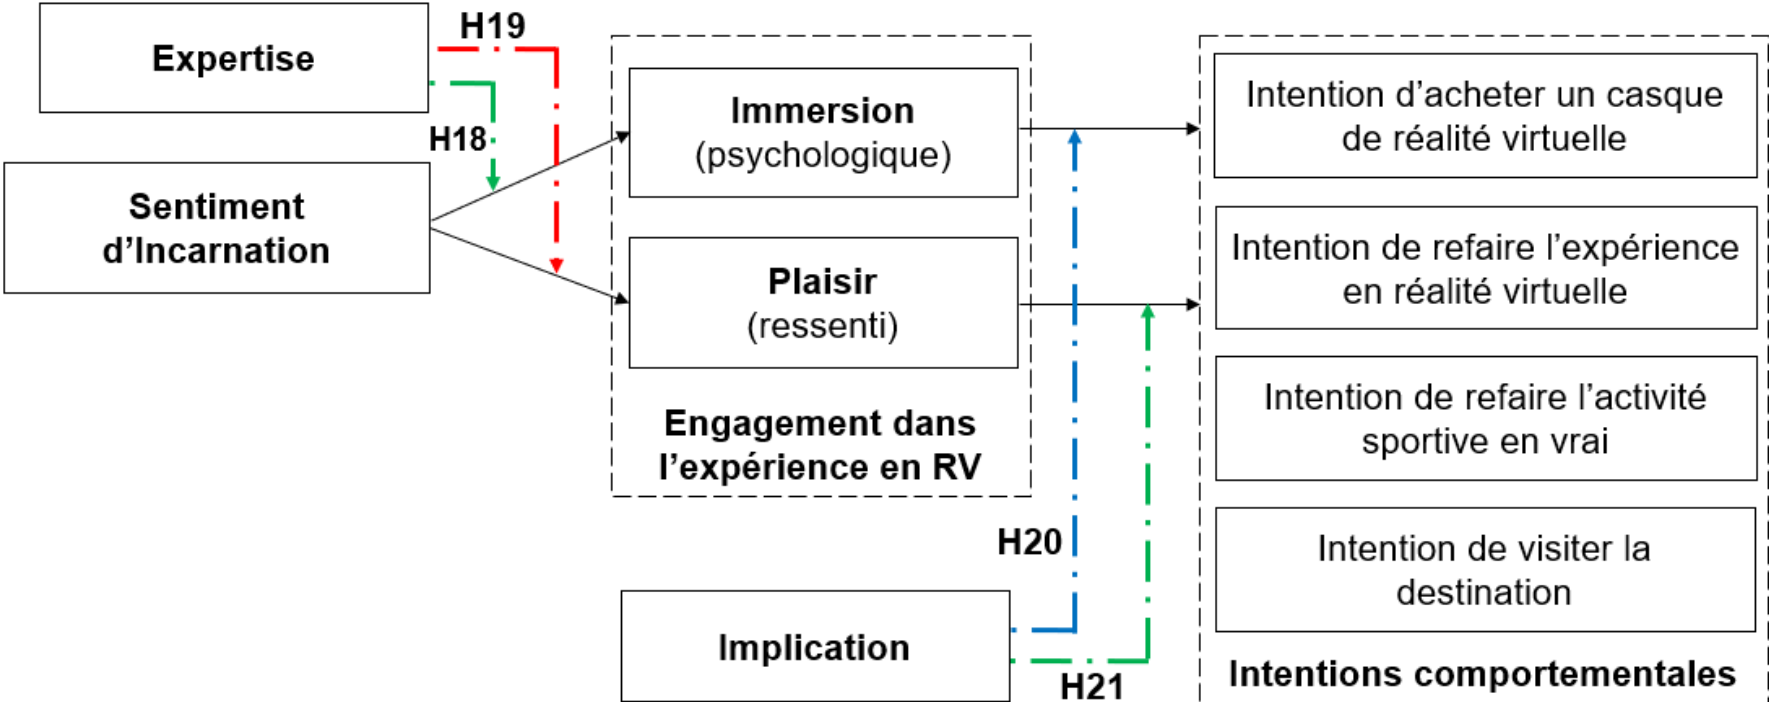 H19
Expertise
H18
Sentiment
d’Incarnation
Immersion
(psychologique)
Plaisir
(ressenti)
Engagement dans
l’expérience en RV
H20
Implication
H21
Intention d’acheter un casque
de réalité virtuelle
Intention de refaire l’expérience
en réalité virtuelle
Intention de refaire l’activité
sportive en vrai
Intention de visiter la
destination
Intentions comportementales